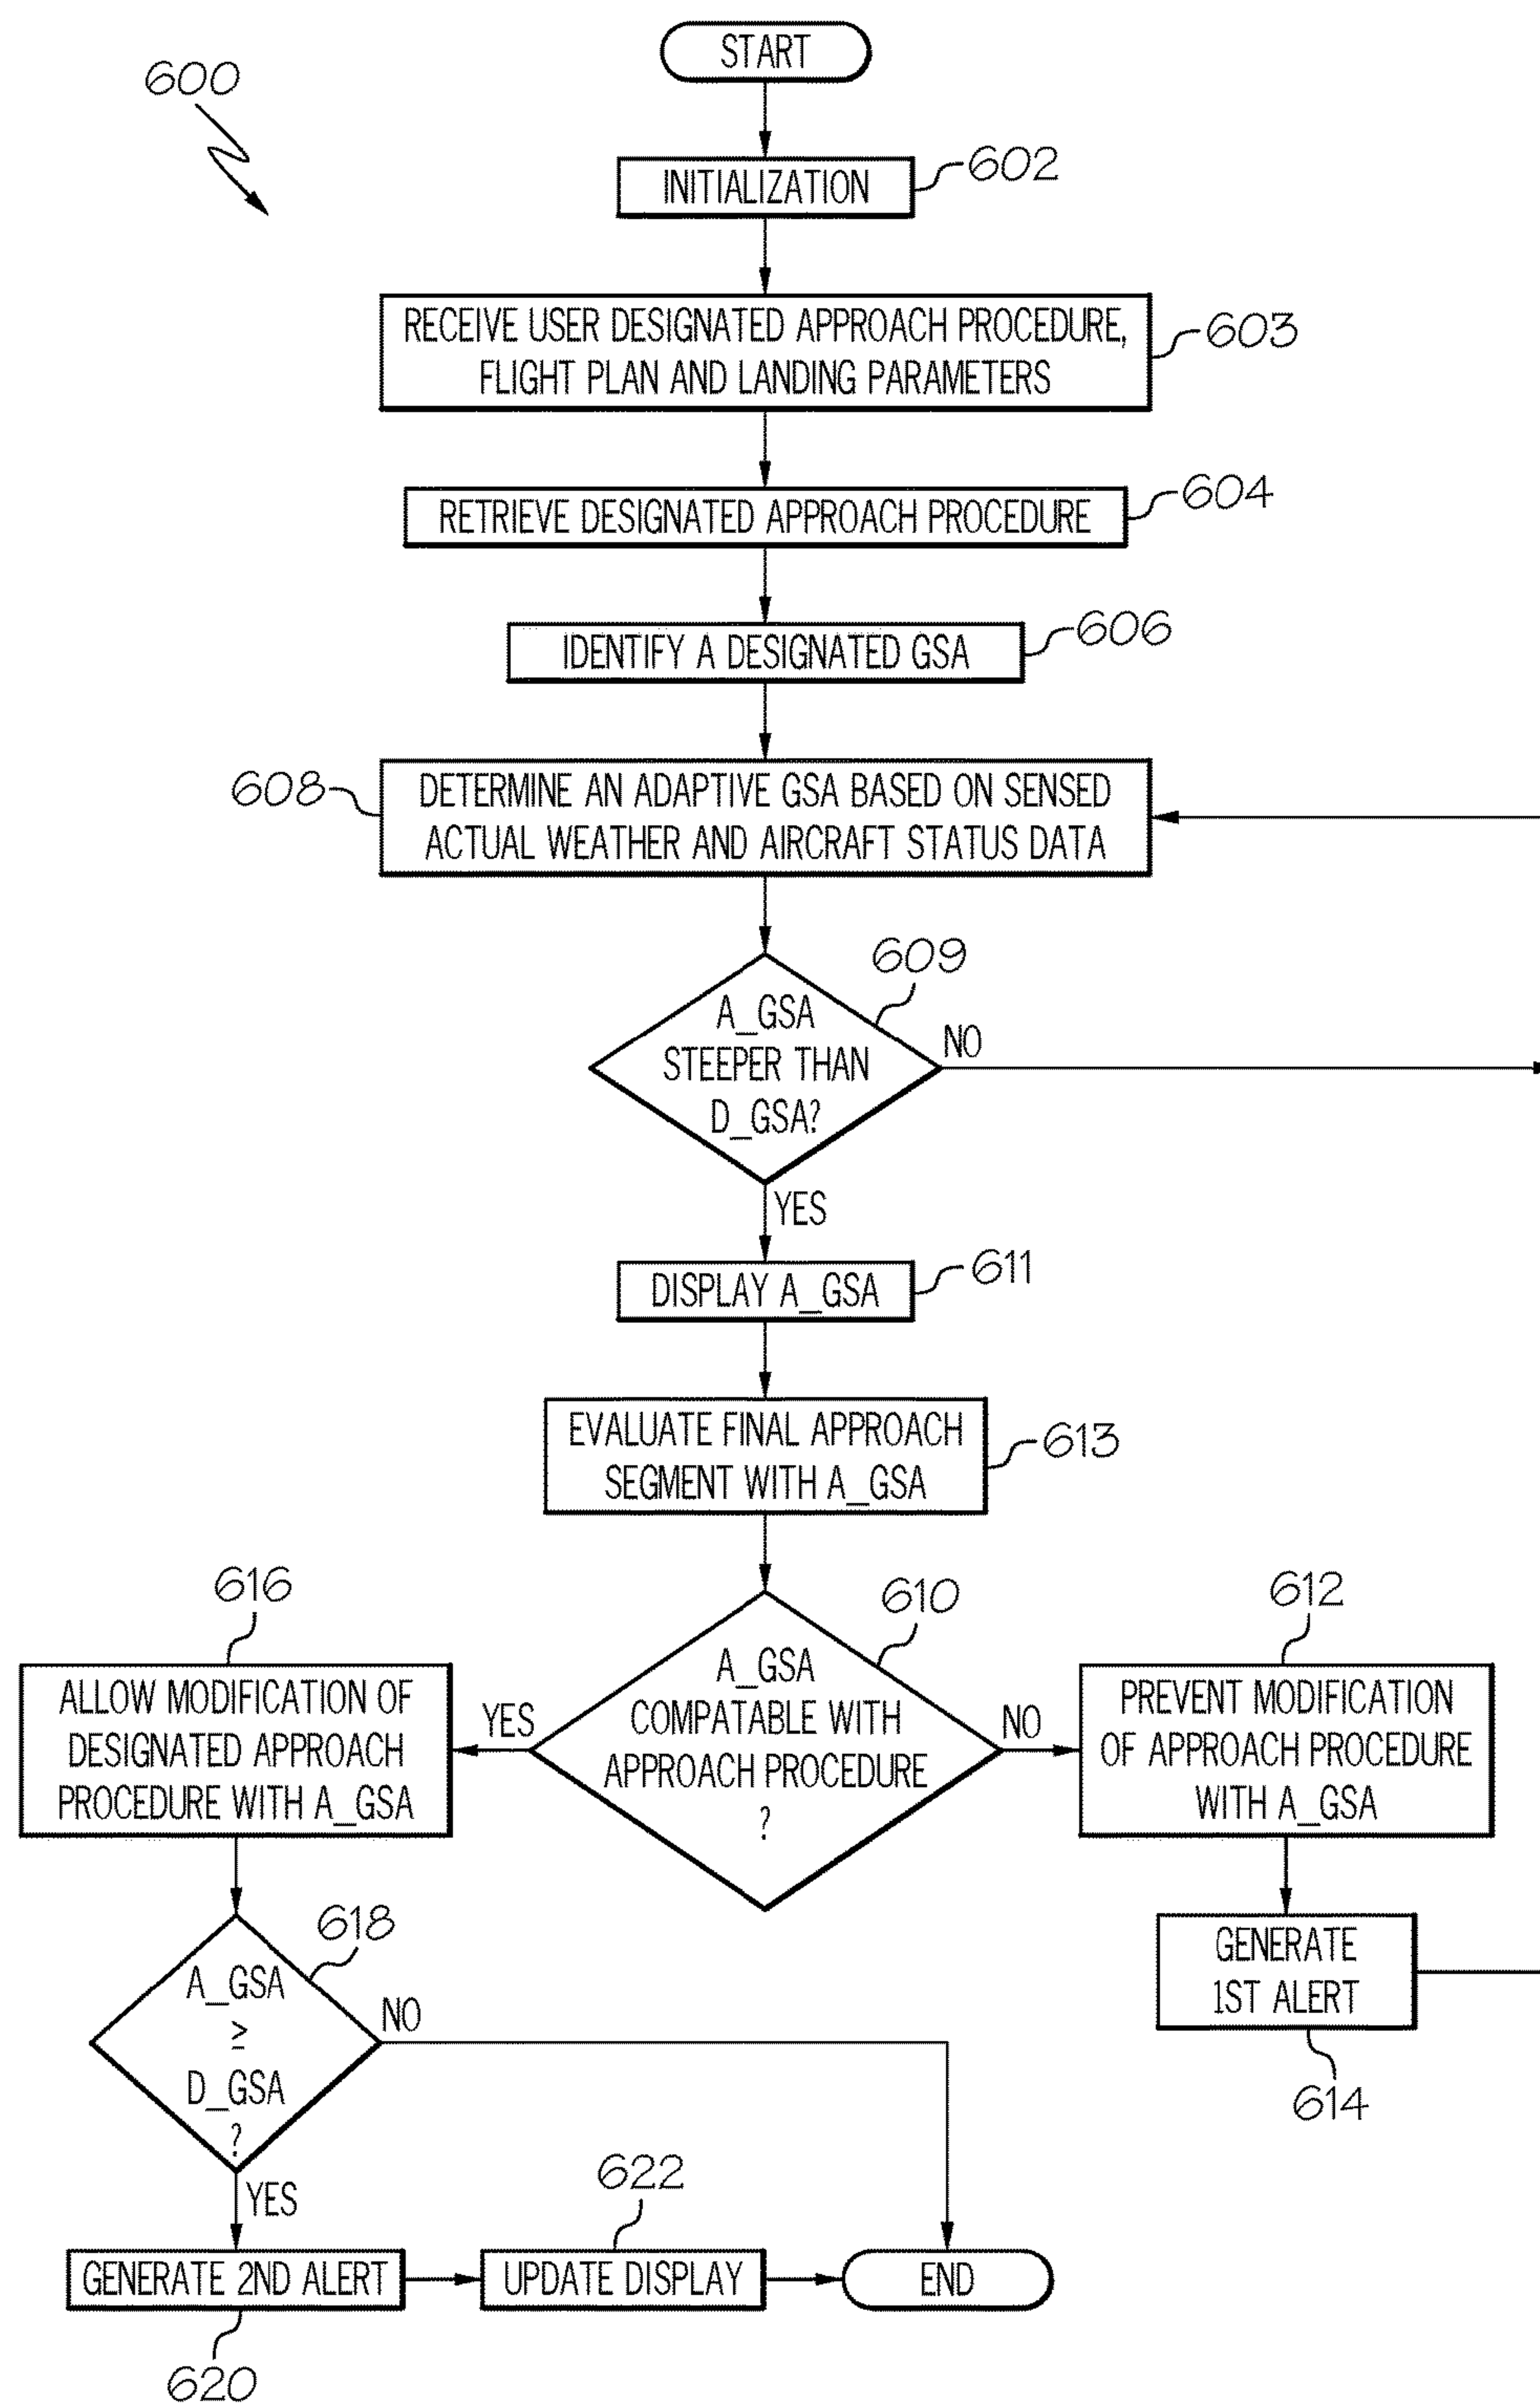 600
START
INITIALIZATION
602
RECEIVE USER DESIGNATED APPROACH PROCEDURE,
FLIGHT PLAN AND LANDING PARAMETERS
603
RETRIEVE DESIGNATED APPROACH PROCEDURE
604
IDENTIFY A DESIGNATED GSA
606
608
DETERMINE AN ADAPTIVE GSA BASED ON SENSED
ACTUAL WEATHER AND AIRCRAFT STATUS DATA
609
A_GSA
STEEPER THAN
D_GSA?
NO
YES
DISPLAY A_GSA
611
EVALUATE FINAL APPROACH
SEGMENT WITH A_GSA
613
610
A_GSA
COMPATABLE WITH
APPROACH PROCEDURE
?
YES
NO
616
ALLOW MODIFICATION OF
DESIGNATED APPROACH
PROCEDURE WITH A_GSA
612
PREVENT MODIFICATION
OF APPROACH PROCEDURE
WITH A_GSA
GENERATE
1ST ALERT
614
618
A_GSA
≥
D_GSA
?
NO
YES
GENERATE 2ND ALERT
620
622
UPDATE DISPLAY
END